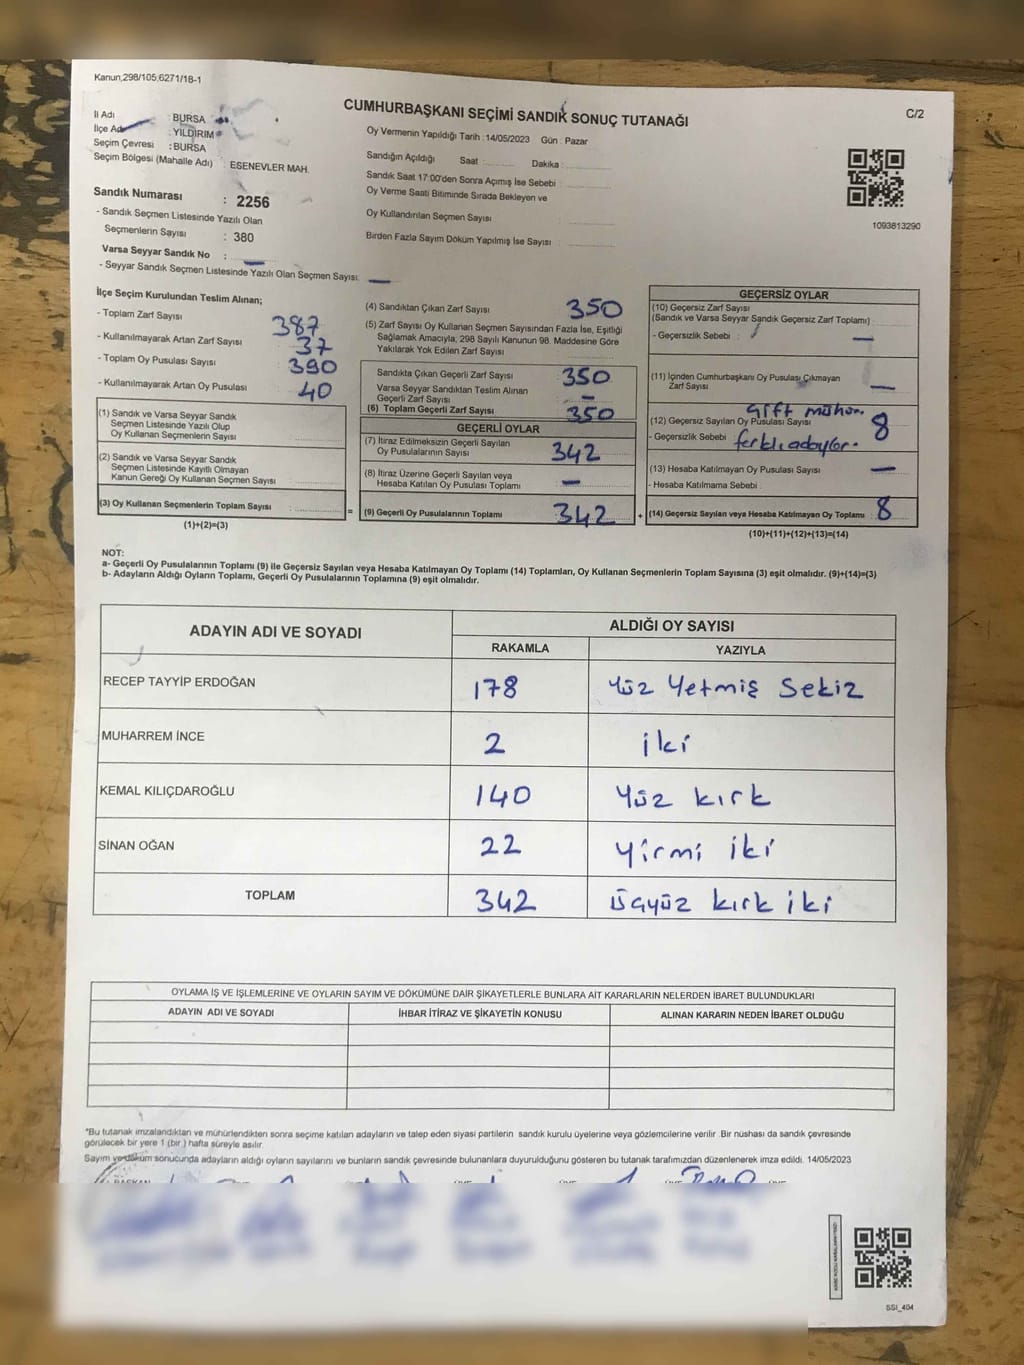 Kanun,298/105,6271/18-1
CUMHURBAŞKANI SEÇİMİ SANDIK SONUÇ TUTANAĞI
C/2
İl Adı : BURSA
İlçe Adı : YILDIRIM
Seçim Çevresi : BURSA
Seçim Bölgesi (Mahalle Adı) : ESENEVLER MAH.
Sandık Numarası : 2256
- Sandık Seçmen Listesinde Yazılı Olan
Seçmenlerin Sayısı : 380
Varsa Seyyar Sandık No : —
- Seyyar Sandık Seçmen Listesinde Yazılı Olan Seçmen Sayısı: —
Oy Vermenin Yapıldığı Tarih : 14/05/2023 Gün : Pazar
Sandığın Açıldığı Saat : Dakika :
Sandık Saat 17:00'den Sonra Açımış İse Sebebi :
Oy Verme Saati Bitiminde Sırada Bekleyen ve
Oy Kullandırılan Seçmen Sayısı
Birden Fazla Sayım Döküm Yapılmış İse Sayısı :
1093813290
İlçe Seçim Kurulundan Teslim Alınan;
- Toplam Zarf Sayısı 387
- Kullanılmayarak Artan Zarf Sayısı 37
- Toplam Oy Pusulası Sayısı 390
- Kullanılmayarak Artan Oy Pusulası 40
(1) Sandık ve Varsa Seyyar Sandık
Seçmen Listesinde Yazılı Olup
Oy Kullanan Seçmenlerin Sayısı
(2) Sandık ve Varsa Seyyar Sandık
Seçmen Listesinde Kayıtlı Olmayan
Kanun Gereği Oy Kullanan Seçmen Sayısı
(3) Oy Kullanan Seçmenlerin Toplam Sayısı =
(1)+(2)=(3)
(4) Sandıktan Çıkan Zarf Sayısı 350
(5) Zarf Sayısı Oy Kullanan Seçmen Sayısından Fazla İse, Eşitliği
Sağlamak Amacıyla, 298 Sayılı Kanunun 98. Maddesine Göre
Yakılarak Yok Edilen Zarf Sayısı
Sandıkta Çıkan Geçerli Zarf Sayısı 350
Varsa Seyyar Sandıktan Teslim Alınan
Geçerli Zarf Sayısı —
(6) Toplam Geçerli Zarf Sayısı 350
GEÇERLİ OYLAR
(7) İtiraz Edilmeksizin Geçerli Sayılan
Oy Pusulalarının Sayısı 342
(8) İtiraz Üzerine Geçerli Sayılan veya
Hesaba Katılan Oy Pusulası Toplamı —
(9) Geçerli Oy Pusulalarının Toplamı 342 +
GEÇERSİZ OYLAR
(10) Geçersiz Zarf Sayısı
(Sandık ve Varsa Seyyar Sandık Geçersiz Zarf Toplamı)
- Geçersizlik Sebebi : —
(11) İçinden Cumhurbaşkanı Oy Pusulası Çıkmayan
Zarf Sayısı —
Çift mühür.
(12) Geçersiz Sayılan Oy Pusulası Sayısı 8
- Geçersizlik Sebebi farklı adaylar.
(13) Hesaba Katılmayan Oy Pusulası Sayısı —
- Hesaba Katılmama Sebebi :
(14) Geçersiz Sayılan veya Hesaba Katılmayan Oy Toplamı 8
(10)+(11)+(12)+(13)=(14)
NOT:
a- Geçerli Oy Pusulalarının Toplamı (9) ile Geçersiz Sayılan veya Hesaba Katılmayan Oy Toplamı (14) Toplamları, Oy Kullanan Seçmenlerin Toplam Sayısına (3) eşit olmalıdır. (9)+(14)=(3)
b- Adayların Aldığı Oyların Toplamı, Geçerli Oy Pusulalarının Toplamına (9) eşit olmalıdır.
ADAYIN ADI VE SOYADI
ALDIĞI OY SAYISI
RAKAMLA YAZIYLA
RECEP TAYYİP ERDOĞAN 178 Yüz Yetmiş Sekiz
MUHARREM İNCE 2 iki
KEMAL KILIÇDAROĞLU 140 Yüz kırk
SİNAN OĞAN 22 Yirmi iki
TOPLAM 342 üçyüz kırk iki
OYLAMA İŞ VE İŞLEMLERİNE VE OYLARIN SAYIM VE DÖKÜMÜNE DAİR ŞİKAYETLERLE BUNLARA AİT KARARLARIN NELERDEN İBARET BULUNDUKLARI
ADAYIN ADI VE SOYADI İHBAR İTİRAZ VE ŞİKAYETİN KONUSU ALINAN KARARIN NEDEN İBARET OLDUĞU
*Bu tutanak imzalandıktan ve mühürlendikten sonra seçime katılan adayların ve talep eden siyasi partilerin sandık kurulu üyelerine veya gözlemcilerine verilir. Bir nüshası da sandık çevresinde
görülecek bir yere 1 (bir ) hafta süreyle asılır.
Sayım ve döküm sonucunda adayların aldığı oyların sayılarını ve bunların sandık çevresinde bulunanlara duyurulduğunu gösteren bu tutanak tarafımızdan düzenlenerek imza edildi. 14/05/2023
BAŞKAN
SSI_404